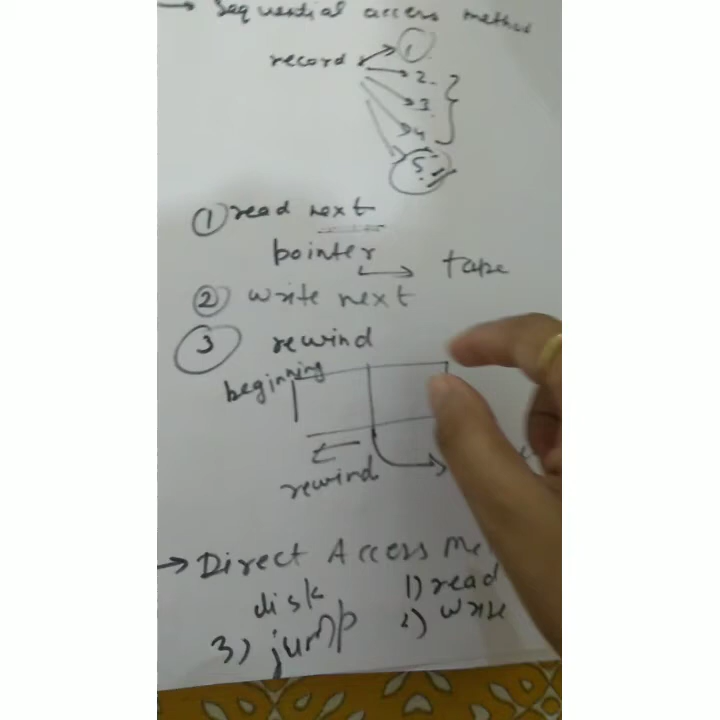 → Sequential access method
record → 1.
→ 2.
→ 3.
→ 4.
→ 5.
① read next
pointer
→ tape
② write next
③ rewind
beginning
rewind
→ Direct Access Me
disk 1) read
2) write
3) jump